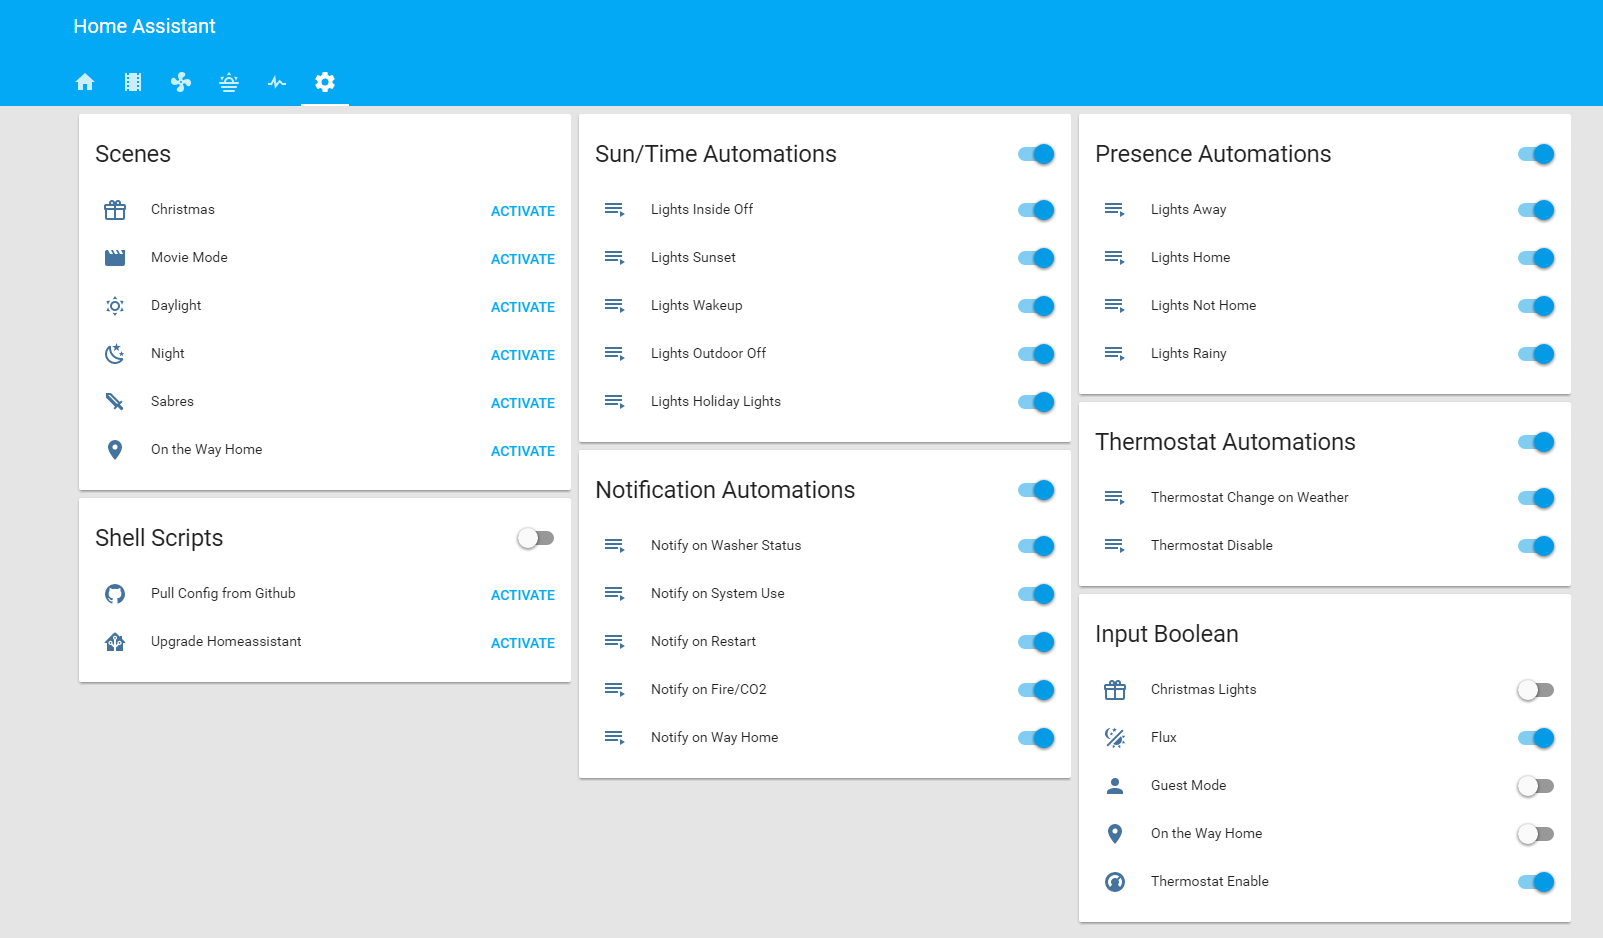 Home Assistant
Scenes
Christmas ACTIVATE
Movie Mode ACTIVATE
Daylight ACTIVATE
Night ACTIVATE
Sabres ACTIVATE
On the Way Home ACTIVATE
Shell Scripts
Pull Config from Github ACTIVATE
Upgrade Homeassistant ACTIVATE
Sun/Time Automations
Lights Inside Off
Lights Sunset
Lights Wakeup
Lights Outdoor Off
Lights Holiday Lights
Notification Automations
Notify on Washer Status
Notify on System Use
Notify on Restart
Notify on Fire/CO2
Notify on Way Home
Presence Automations
Lights Away
Lights Home
Lights Not Home
Lights Rainy
Thermostat Automations
Thermostat Change on Weather
Thermostat Disable
Input Boolean
Christmas Lights
Flux
Guest Mode
On the Way Home
Thermostat Enable